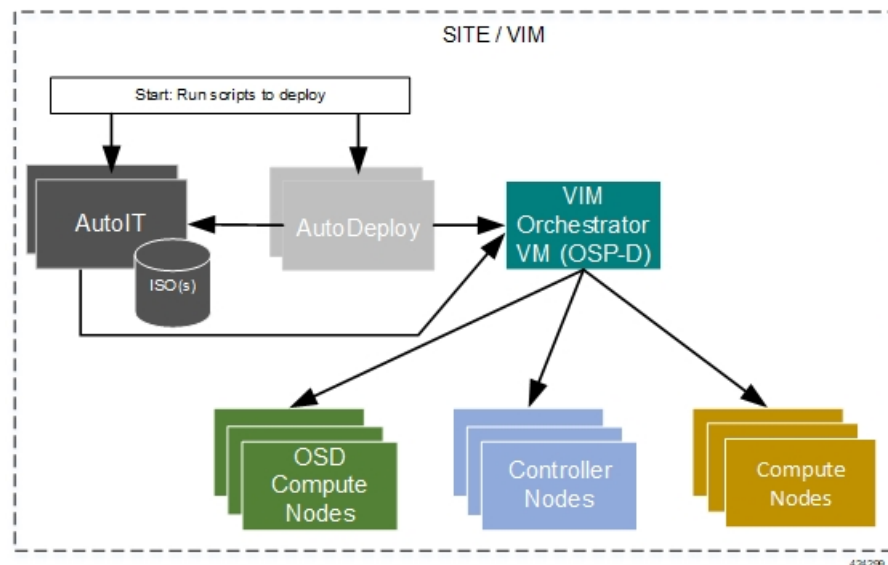 SITE / VIM
Start: Run scripts to deploy
AutoIT
ISO(s)
AutoDeploy
VIM
Orchestrator
VM (OSP-D)
OSD
Compute
Nodes
Controller
Nodes
Compute
Nodes
434299